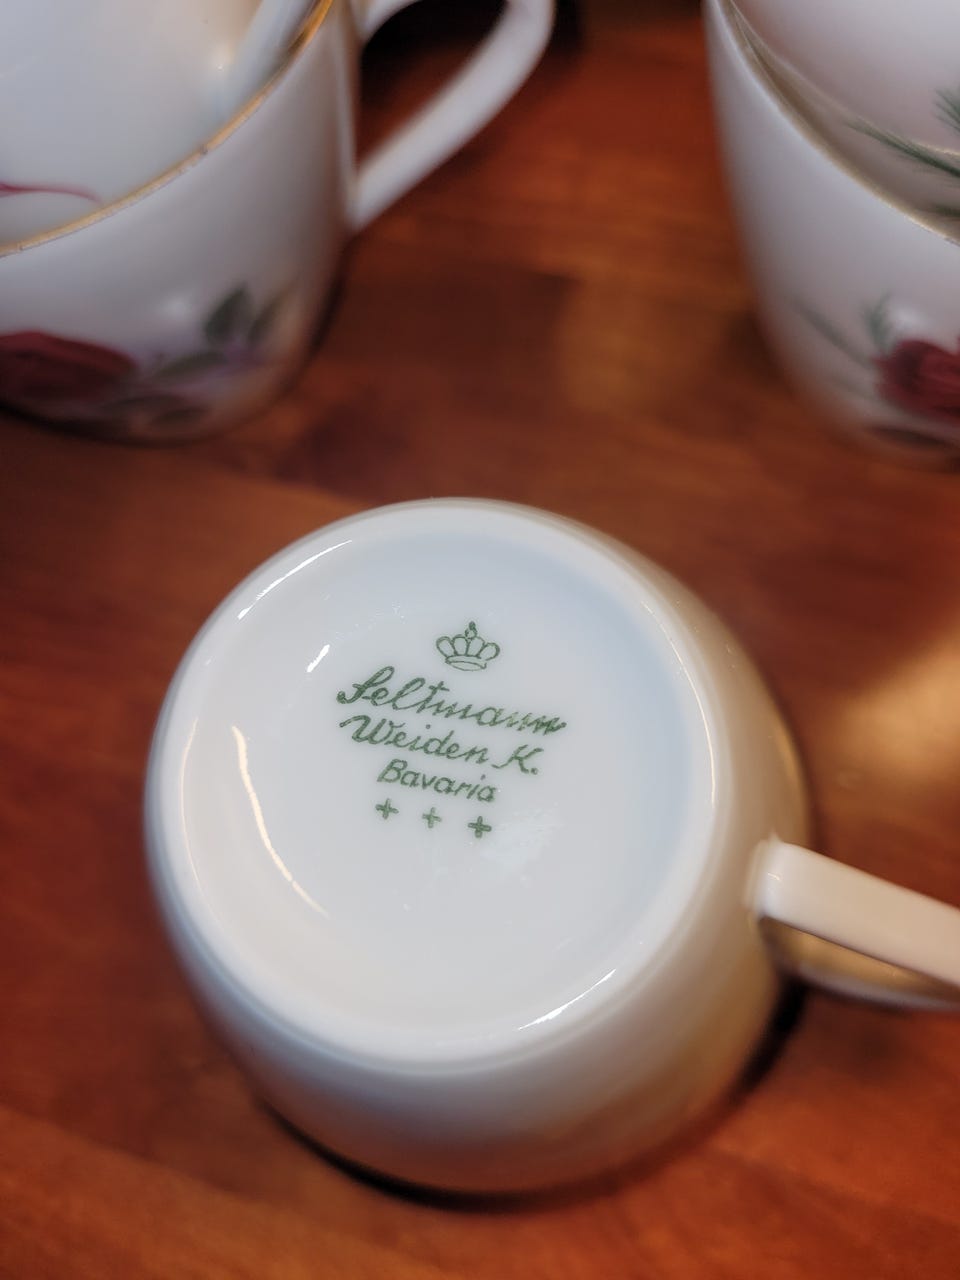 Seltmann
Weiden K.
Bavaria
+ + +